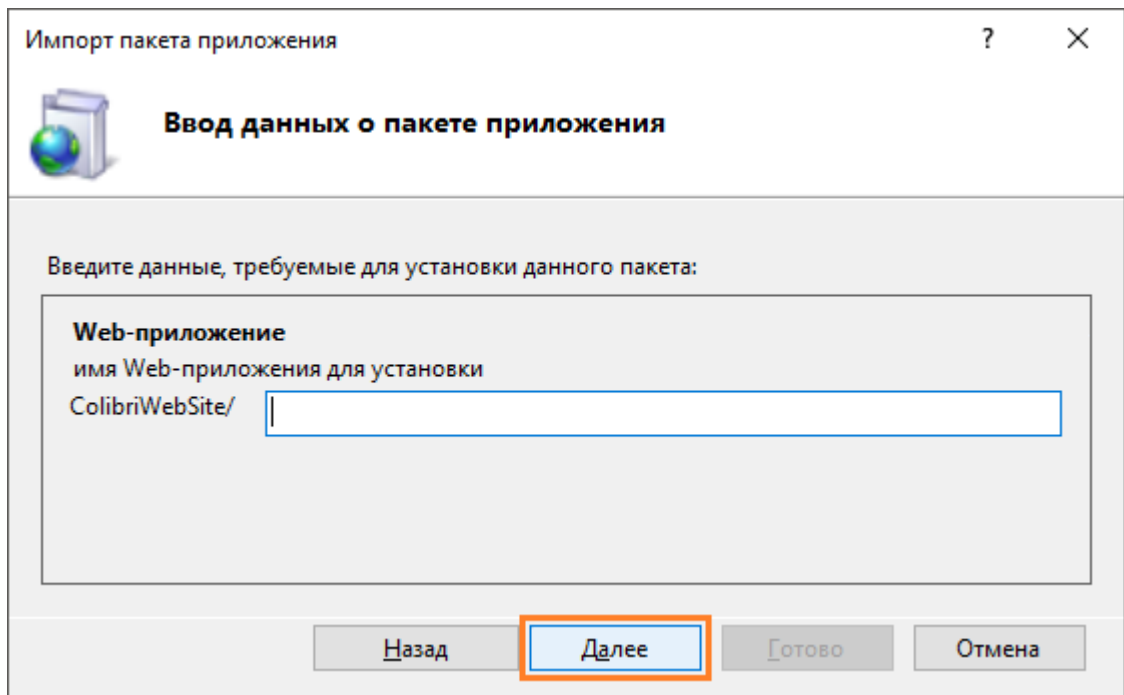 Импорт пакета приложения ?
Ввод данных о пакете приложения
Введите данные, требуемые для установки данного пакета:
Web-приложение
имя Web-приложения для установки
ColibriWebSite/
Назад Далее Готово Отмена